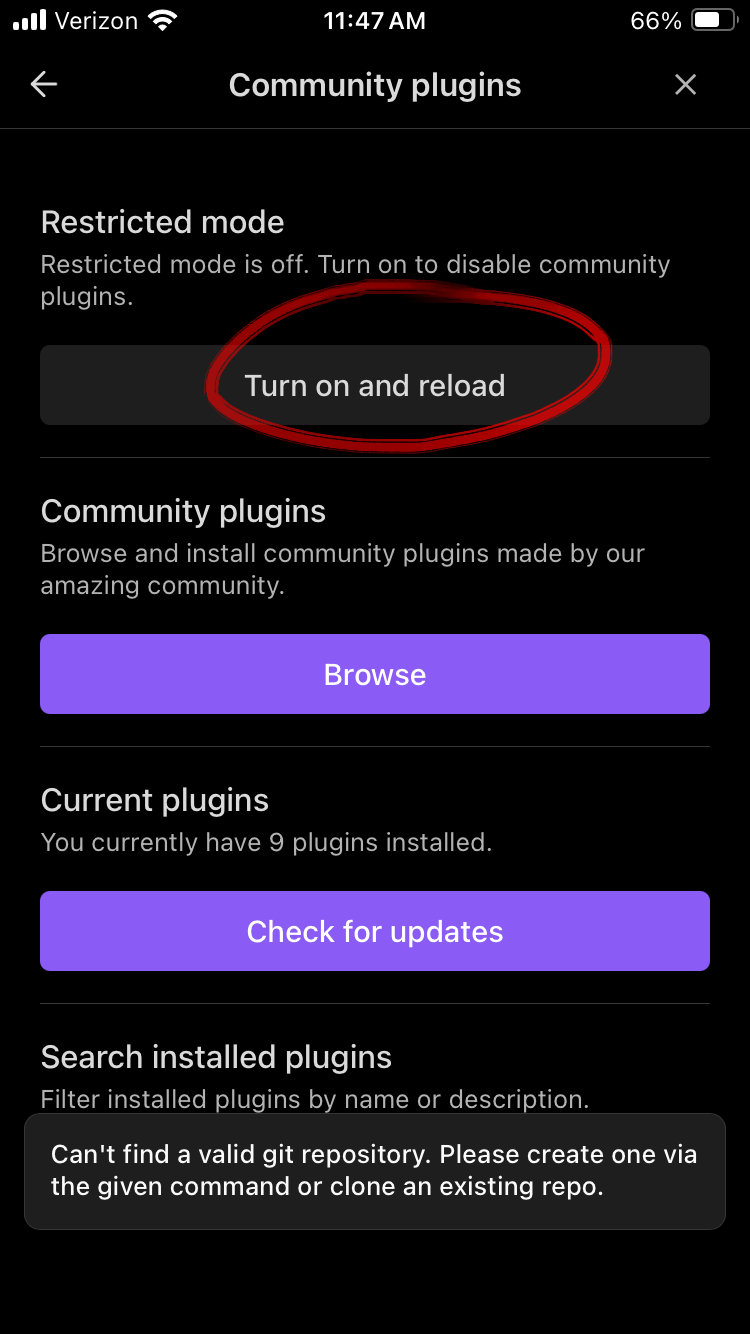 Verizon 11:47 AM 66%
Community plugins
Restricted mode
Restricted mode is off. Turn on to disable community
plugins.
Turn on and reload
Community plugins
Browse and install community plugins made by our
amazing community.
Browse
Current plugins
You currently have 9 plugins installed.
Check for updates
Search installed plugins
Filter installed plugins by name or description.
Can't find a valid git repository. Please create one via
the given command or clone an existing repo.